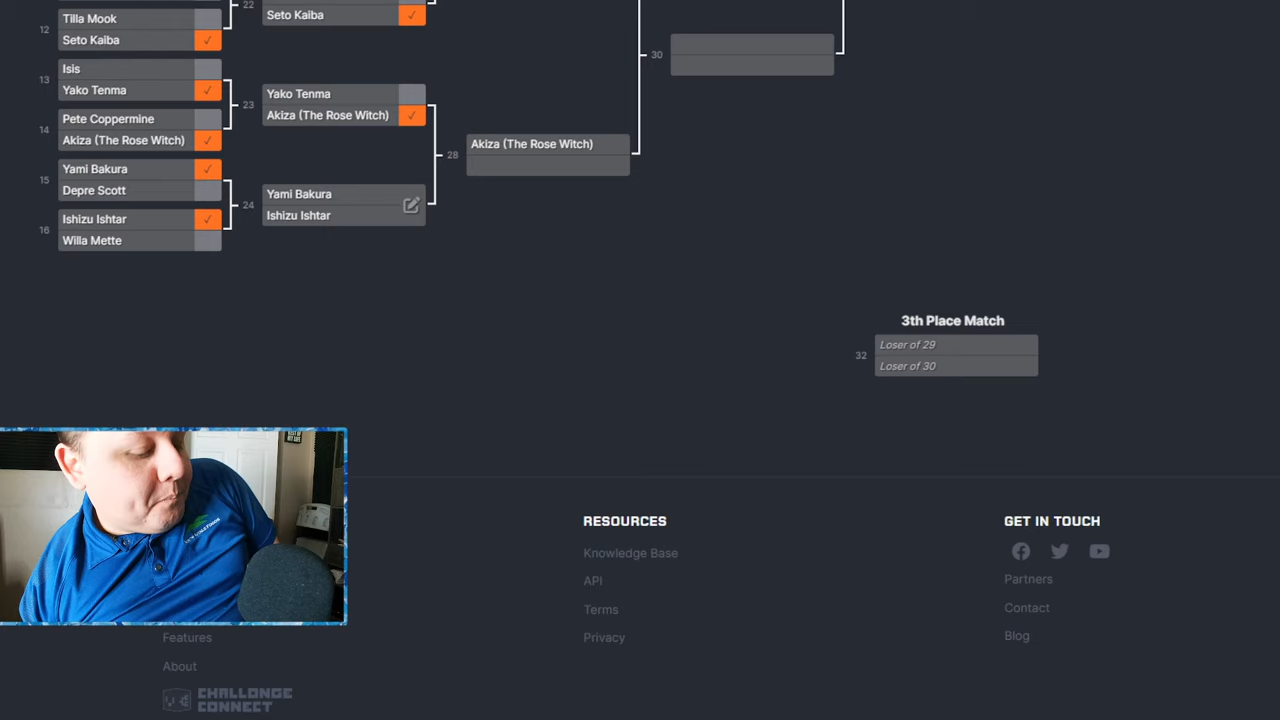 22
Tilla Mook
12
Seto Kaiba ✓
Seto Kaiba ✓
30
Isis
13
Yako Tenma ✓
23
Yako Tenma
Akiza (The Rose Witch) ✓
Pete Coppermine
14
Akiza (The Rose Witch) ✓
28
Akiza (The Rose Witch)
Yami Bakura ✓
15
Depre Scott
24
Yami Bakura
Ishizu Ishtar
Ishizu Ishtar ✓
16
Willa Mette
3th Place Match
32
Loser of 29
Loser of 30
RESOURCES
Knowledge Base
API
Terms
Privacy
GET IN TOUCH
Partners
Contact
Blog
Features
About
CHALLONGE
CONNECT